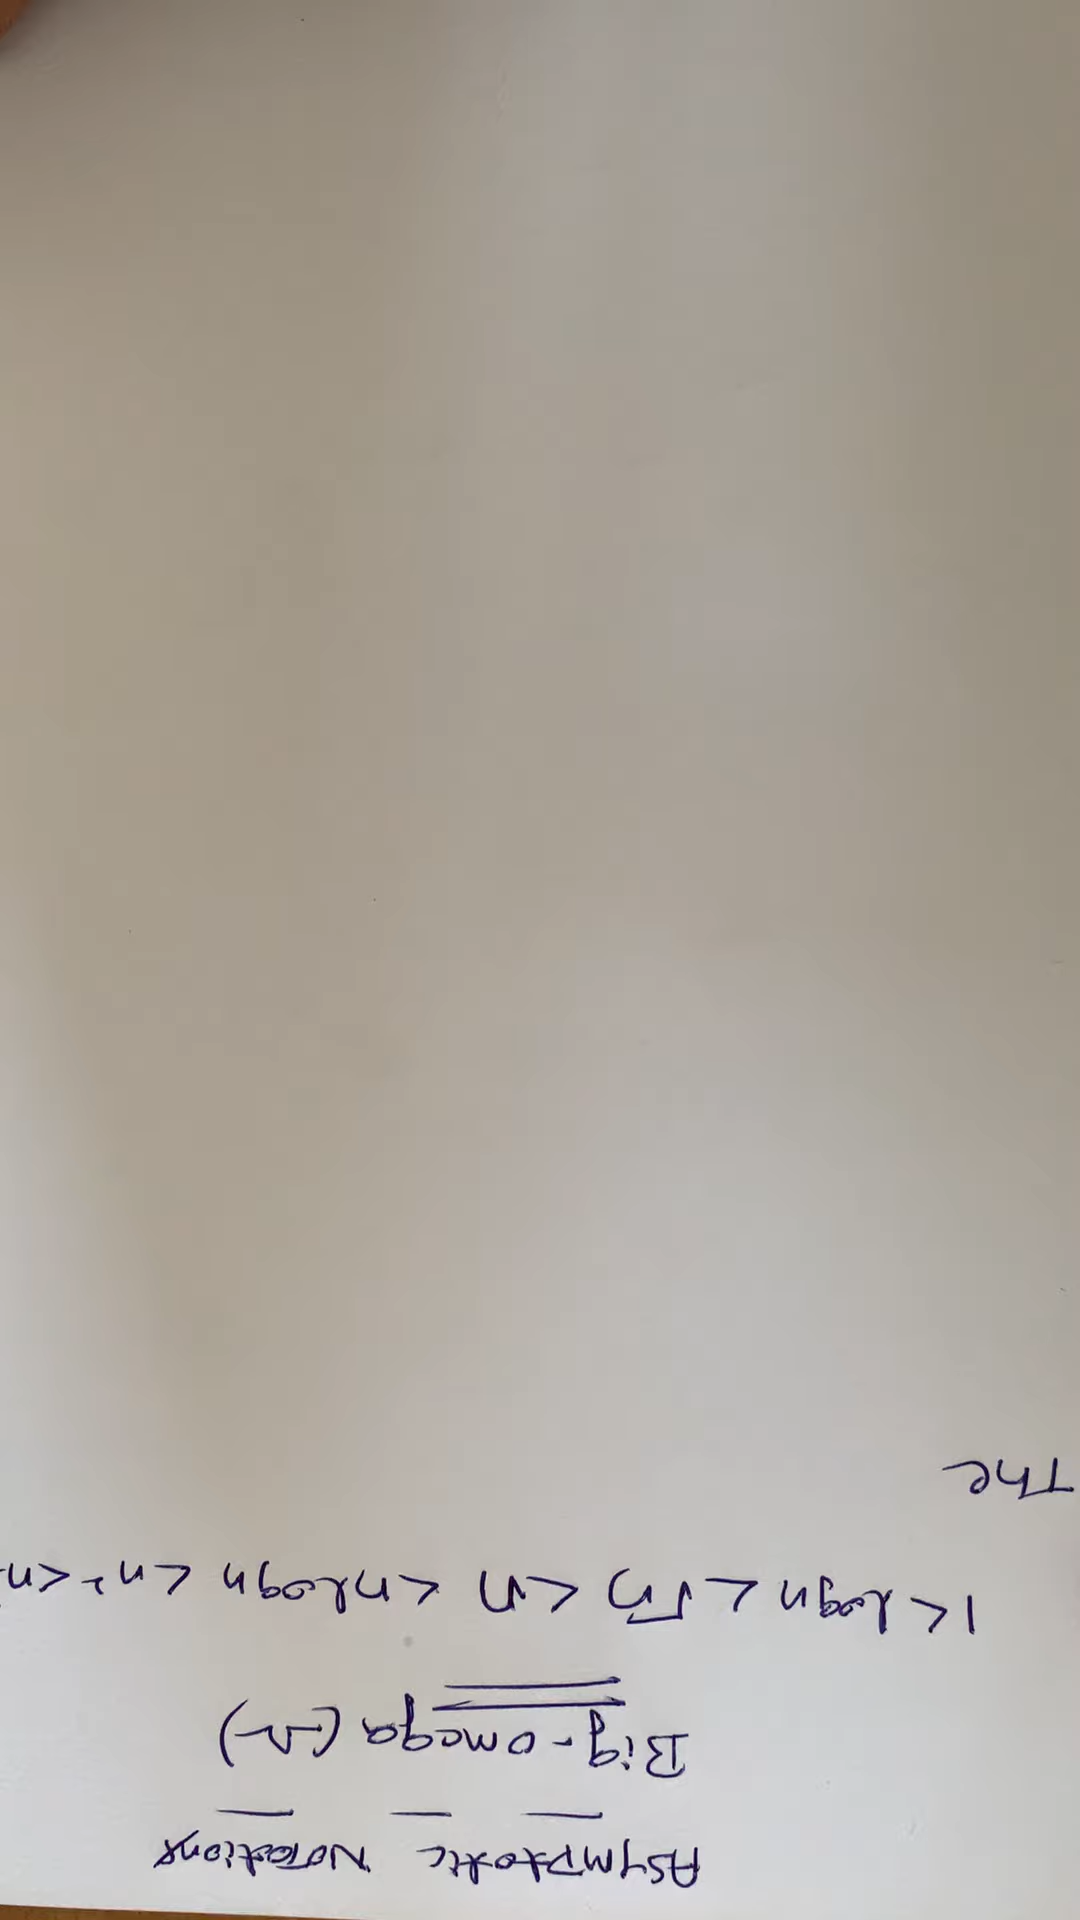 Asymptotic Notations
Big-omega (Ω)
1 < logn < √n < n < nlogn < n² < n
The